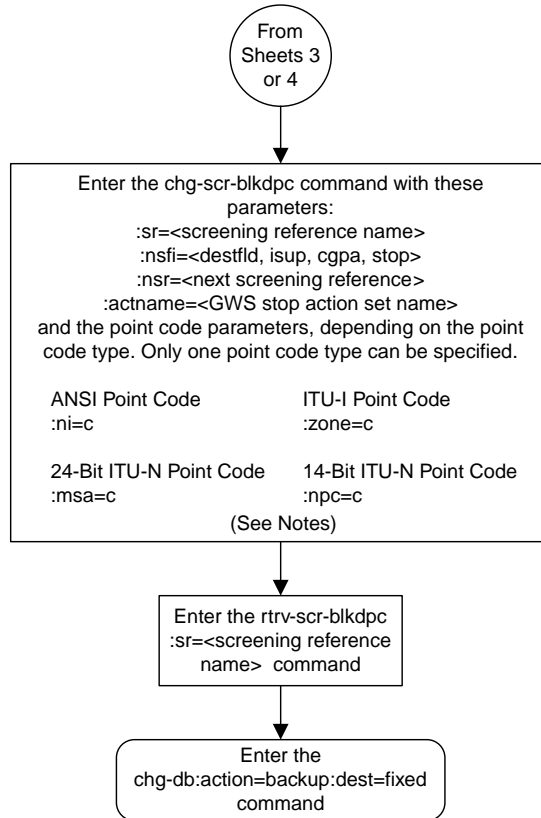 From
Sheets 3
or 4
Enter the chg-scr-blkdpc command with these
parameters:
:sr=<screening reference name>
:nsfi=<destfld, isup, cgpa, stop>
:nsr=<next screening reference>
:actname=<GWS stop action set name>
and the point code parameters, depending on the point
code type. Only one point code type can be specified.
ANSI Point Code
:ni=c
ITU-I Point Code
:zone=c
24-Bit ITU-N Point Code
:msa=c
14-Bit ITU-N Point Code
:npc=c
(See Notes)
Enter the rtrv-scr-blkdpc
:sr=<screening reference
name> command
Enter the
chg-db:action=backup:dest=fixed
command